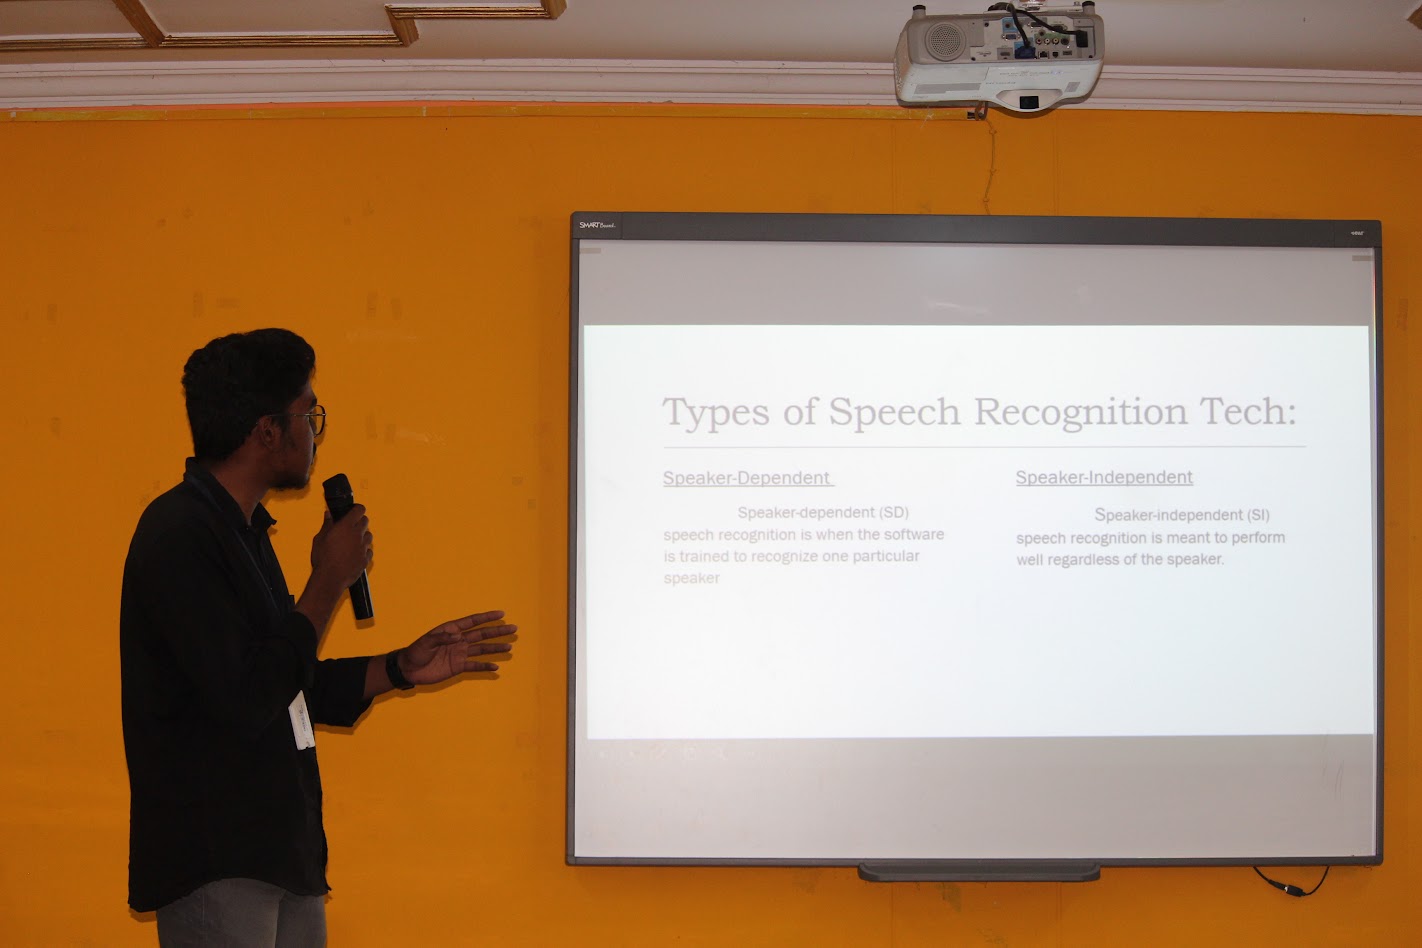 SMART Board
Types of Speech Recognition Tech:
Speaker-Dependent
Speaker-dependent (SD)
speech recognition is when the software
is trained to recognize one particular
speaker
Speaker-Independent
Speaker-independent (SI)
speech recognition is meant to perform
well regardless of the speaker.